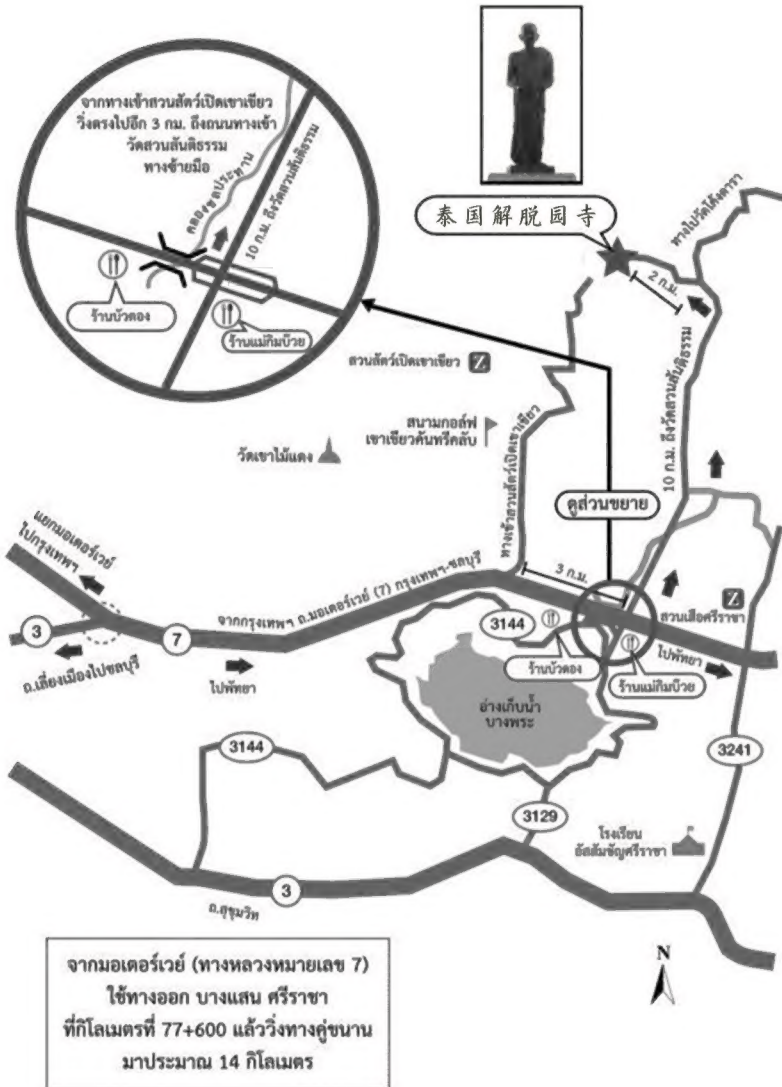 จากทางเข้าสวนสัตว์เปิดเขาเขียว
วิ่งตรงไปอีก 3 กม. ถึงถนนทางเข้า
วัดสวนสันติธรรม
ทางซ้ายมือ
คลองชลประทาน
10 ก.ม. ถึงวัดสวนสันติธรรม
ร้านบัวตอง
ร้านแม่กิมบ๊วย
泰国解脱园寺
ทางไปวัดโค้งดารา
2 ก.ม.
สวนสัตว์เปิดเขาเขียว
Z
สนามกอล์ฟ
เขาเขียวคันทรีคลับ
วัดเขาไม้แดง
ทางเข้าสวนสัตว์เปิดเขาเขียว
10 ก.ม. ถึงวัดสวนสันติธรรม
ดูส่วนขยาย
แยกมอเตอร์เวย์
ไปกรุงเทพฯ
3 ก.ม.
จากกรุงเทพฯ ถ.มอเตอร์เวย์ (7) กรุงเทพฯ-ชลบุรี
Z
สวนเสือศรีราชา
3
7
3144
ถ.เลี่ยงเมืองไปชลบุรี
ไปพัทยา
ร้านบัวตอง
ไปพัทยา
ร้านแม่กิมบ๊วย
อ่างเก็บน้ำ
บางพระ
3144
3241
3129
โรงเรียน
อัสสัมชัญศรีราชา
3
ถ.สุขุมวิท
N
จากมอเตอร์เวย์ (ทางหลวงหมายเลข 7)
ใช้ทางออก บางแสน ศรีราชา
ที่กิโลเมตรที่ 77+600 แล้ววิ่งทางคู่ขนาน
มาประมาณ 14 กิโลเมตร